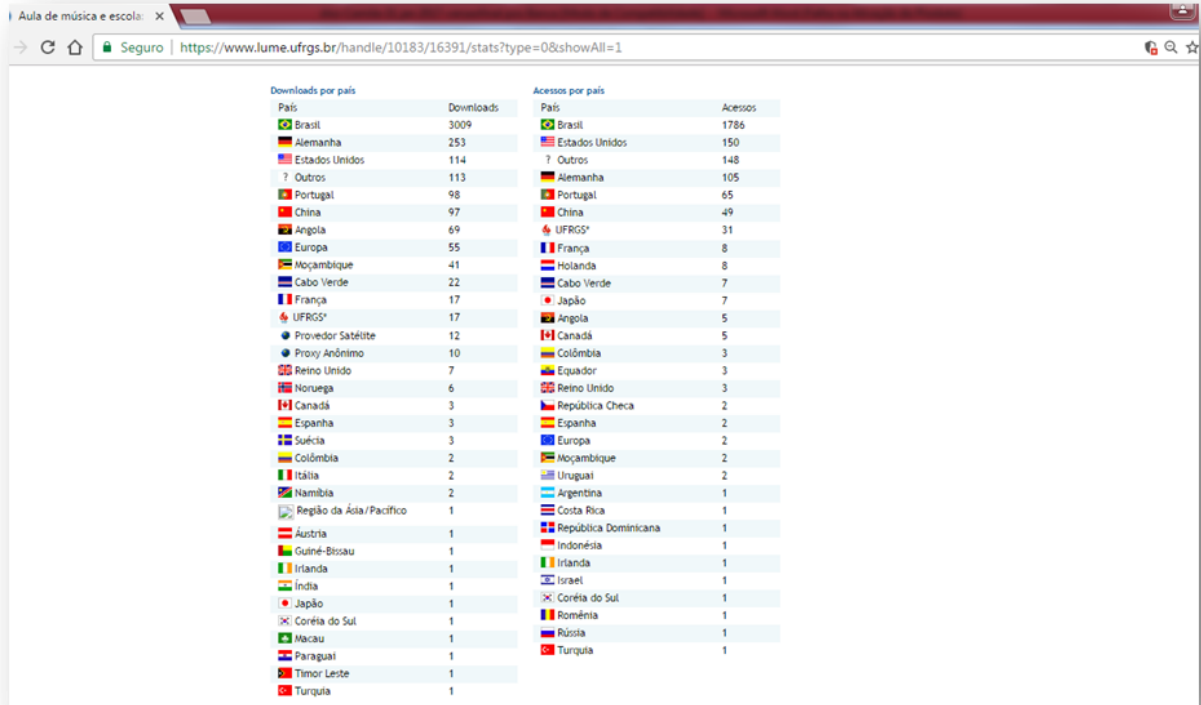 Aula de música e escola:
Seguro | https://www.lume.ufrgs.br/handle/10183/16391/stats?type=0&showAll=1
Downloads por país
País Downloads
Brasil 3009
Alemanha 253
Estados Unidos 114
? Outros 113
Portugal 98
China 97
Angola 69
Europa 55
Moçambique 41
Cabo Verde 22
França 17
UFRGS* 17
Provedor Satélite 12
Proxy Anônimo 10
Reino Unido 7
Noruega 6
Canadá 3
Espanha 3
Suécia 3
Colômbia 2
Itália 2
Namíbia 2
Região da Ásia/Pacífico 1
Áustria 1
Guiné-Bissau 1
Irlanda 1
Índia 1
Japão 1
Coréia do Sul 1
Macau 1
Paraguai 1
Timor Leste 1
Turquia 1
Acessos por país
País Acessos
Brasil 1786
Estados Unidos 150
? Outros 148
Alemanha 105
Portugal 65
China 49
UFRGS* 31
França 8
Holanda 8
Cabo Verde 7
Japão 7
Angola 5
Canadá 5
Colômbia 3
Equador 3
Reino Unido 3
República Checa 2
Espanha 2
Europa 2
Moçambique 2
Uruguai 2
Argentina 1
Costa Rica 1
República Dominicana 1
Indonésia 1
Irlanda 1
Israel 1
Coréia do Sul 1
Romênia 1
Rússia 1
Turquia 1